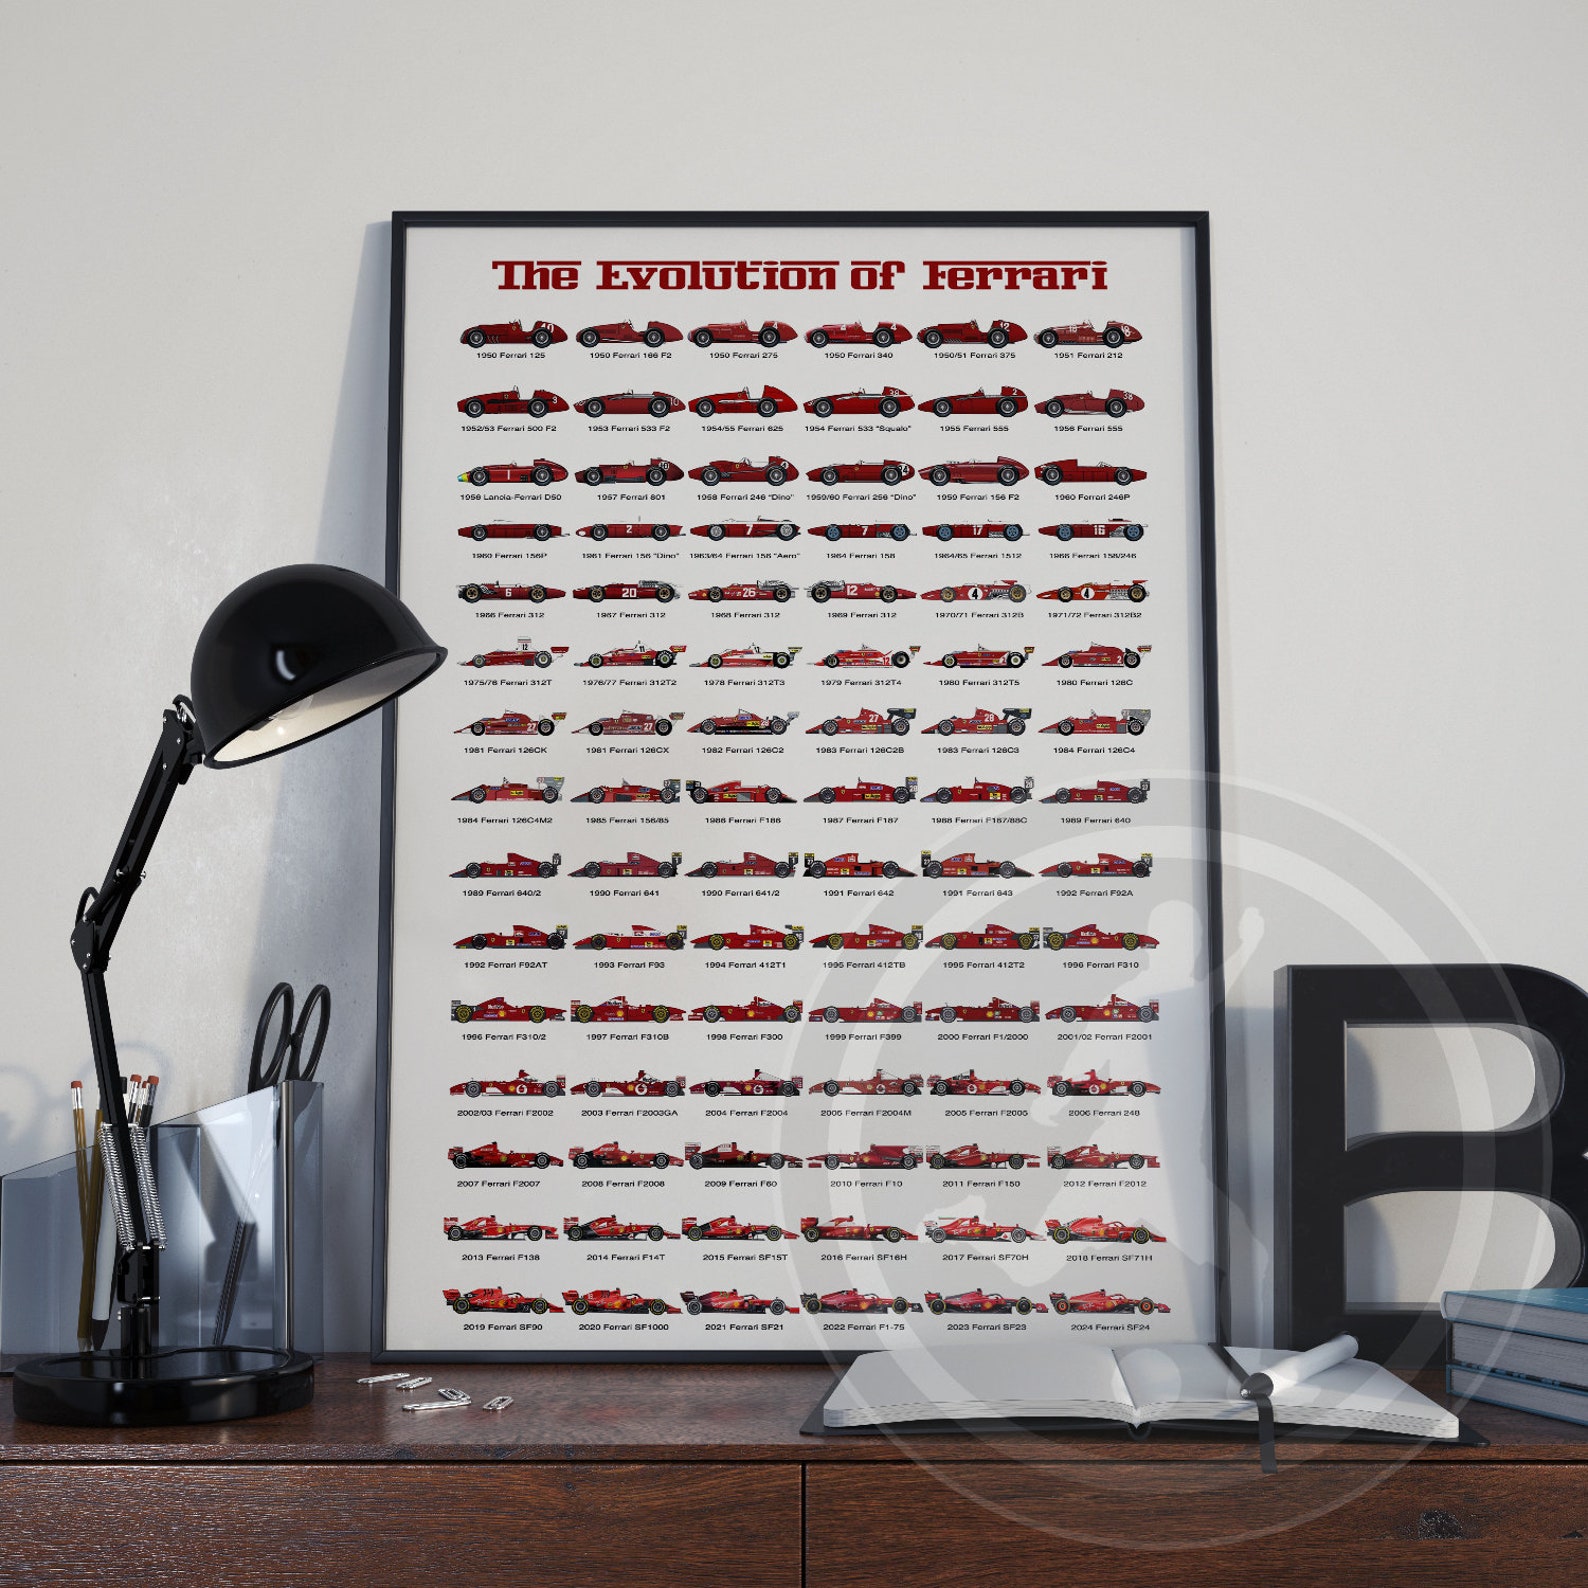 The Evolution of Ferrari
1950 Ferrari 125 1950 Ferrari 166 F2 1950 Ferrari 275 1950 Ferrari 340 1950/51 Ferrari 375 1951 Ferrari 212
1952/53 Ferrari 500 F2 1953 Ferrari 533 F2 1954/55 Ferrari 625 1954 Ferrari 533 "Squalo" 1955 Ferrari 555 1956 Ferrari 555
1956 Lancia-Ferrari D50 1957 Ferrari 801 1958 Ferrari 246 "Dino" 1959/60 Ferrari 256 "Dino" 1959 Ferrari 156 F2 1960 Ferrari 246P
1960 Ferrari 156P 1961 Ferrari 156 "Dino" 1963/64 Ferrari 156 "Aero" 1964 Ferrari 158 1964/65 Ferrari 1512 1966 Ferrari 158/246
1966 Ferrari 312 1967 Ferrari 312 1968 Ferrari 312 1969 Ferrari 312 1970/71 Ferrari 312B 1971/72 Ferrari 312B2
1975/76 Ferrari 312T 1976/77 Ferrari 312T2 1978 Ferrari 312T3 1979 Ferrari 312T4 1980 Ferrari 312T5 1980 Ferrari 126C
1981 Ferrari 126CK 1981 Ferrari 126CX 1982 Ferrari 126C2 1983 Ferrari 126C2B 1983 Ferrari 126C3 1984 Ferrari 126C4
1984 Ferrari 126C4M2 1985 Ferrari 156/85 1986 Ferrari F186 1987 Ferrari F187 1988 Ferrari F187/88C 1989 Ferrari 640
1989 Ferrari 640/2 1990 Ferrari 641 1990 Ferrari 641/2 1991 Ferrari 642 1991 Ferrari 643 1992 Ferrari F92A
1992 Ferrari F92AT 1993 Ferrari F93 1994 Ferrari 412T1 1995 Ferrari 412TB 1995 Ferrari 412T2 1996 Ferrari F310
1996 Ferrari F310/2 1997 Ferrari F310B 1998 Ferrari F300 1999 Ferrari F399 2000 Ferrari F1/2000 2001/02 Ferrari F2001
2002/03 Ferrari F2002 2003 Ferrari F2003GA 2004 Ferrari F2004 2005 Ferrari F2004M 2005 Ferrari F2005 2006 Ferrari 248
2007 Ferrari F2007 2008 Ferrari F2008 2009 Ferrari F60 2010 Ferrari F10 2011 Ferrari F150 2012 Ferrari F2012
2013 Ferrari F138 2014 Ferrari F14T 2015 Ferrari SF15T 2016 Ferrari SF16H 2017 Ferrari SF70H 2018 Ferrari SF71H
2019 Ferrari SF90 2020 Ferrari SF1000 2021 Ferrari SF21 2022 Ferrari F1-75 2023 Ferrari SF23 2024 Ferrari SF24
B